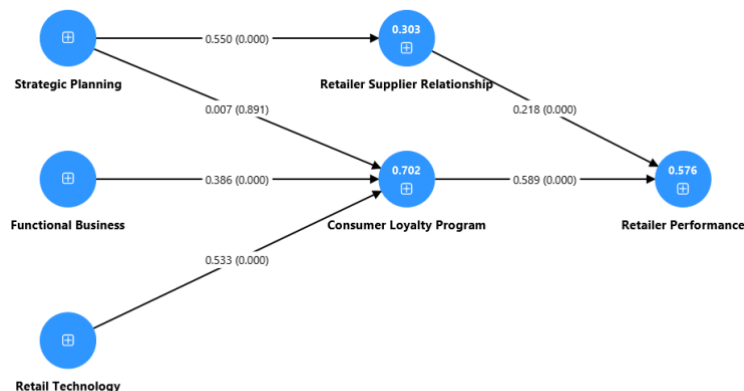 0.303
0.550 (0.000)
Strategic Planning
Retailer Supplier Relationship
0.007 (0.891)
0.218 (0.000)
0.702
0.576
0.386 (0.000)
0.589 (0.000)
Functional Business
Consumer Loyalty Program
Retailer Performance
0.533 (0.000)
Retail Technology